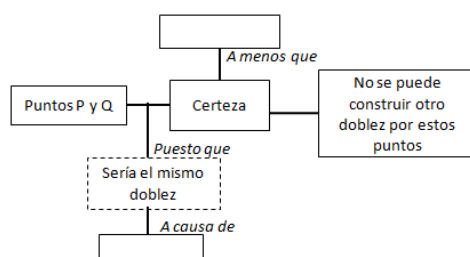 A menos que
Puntos P y Q
Certeza
No se puede
construir otro
doblez por estos
puntos
Puesto que
Sería el mismo
doblez
A causa de